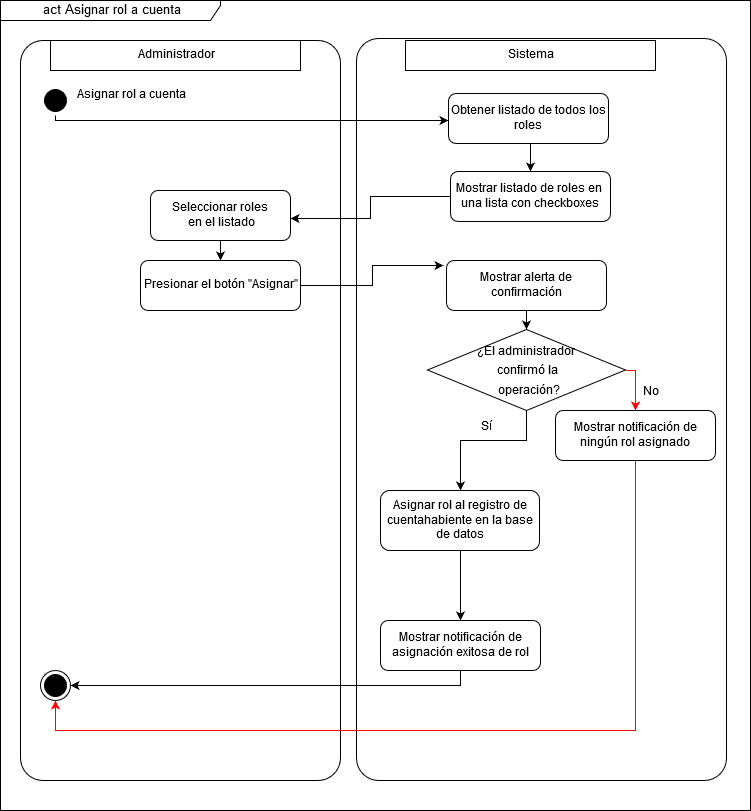 act Asignar rol a cuenta
Administrador
Sistema
Asignar rol a cuenta
Obtener listado de todos los
roles
Mostrar listado de roles en
una lista con checkboxes
Seleccionar roles
en el listado
Presionar el botón "Asignar"
Mostrar alerta de
confirmación
¿El administrador
confirmó la
operación?
No
Sí
Mostrar notificación de
ningún rol asignado
Asignar rol al registro de
cuentahabiente en la base
de datos
Mostrar notificación de
asignación exitosa de rol